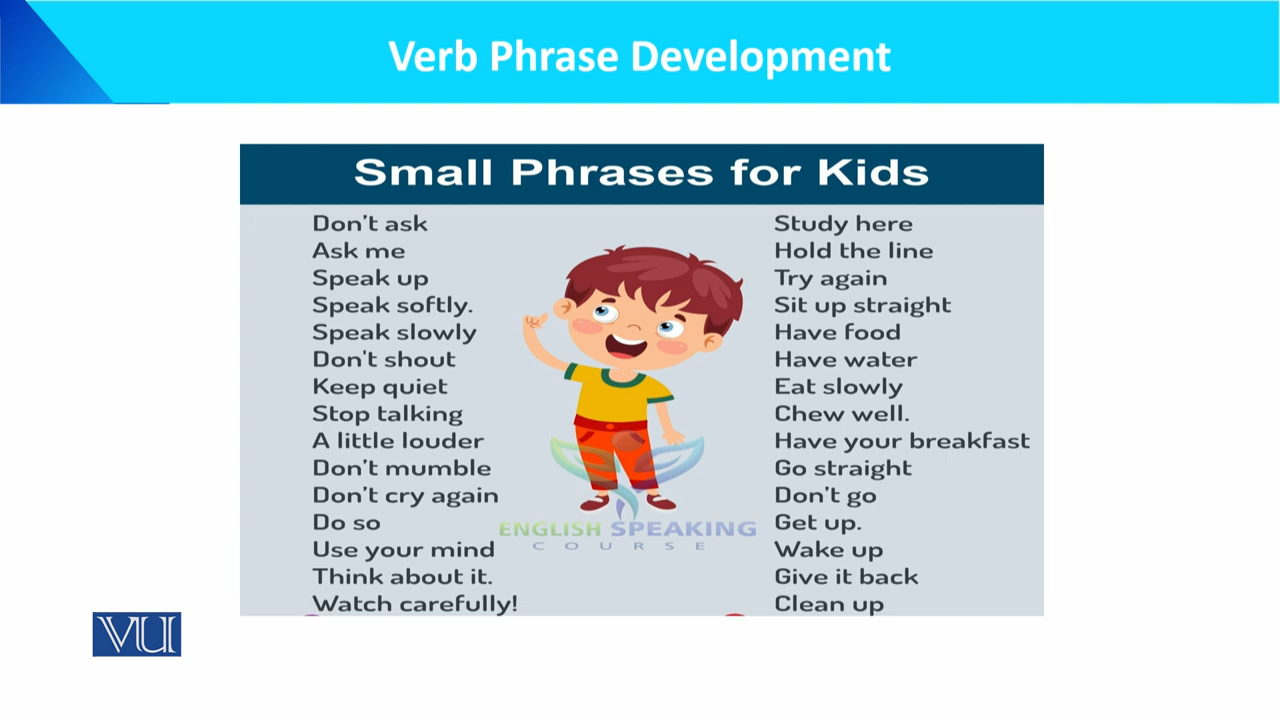 Verb Phrase Development
Small Phrases for Kids
Don't ask
Ask me
Speak up
Speak softly.
Speak slowly
Don't shout
Keep quiet
Stop talking
A little louder
Don't mumble
Don't cry again
Do so
Use your mind
Think about it.
Watch carefully!
Study here
Hold the line
Try again
Sit up straight
Have food
Have water
Eat slowly
Chew well.
Have your breakfast
Go straight
Don't go
Get up.
Wake up
Give it back
Clean up
ENGLISH SPEAKING
COURSE
VU